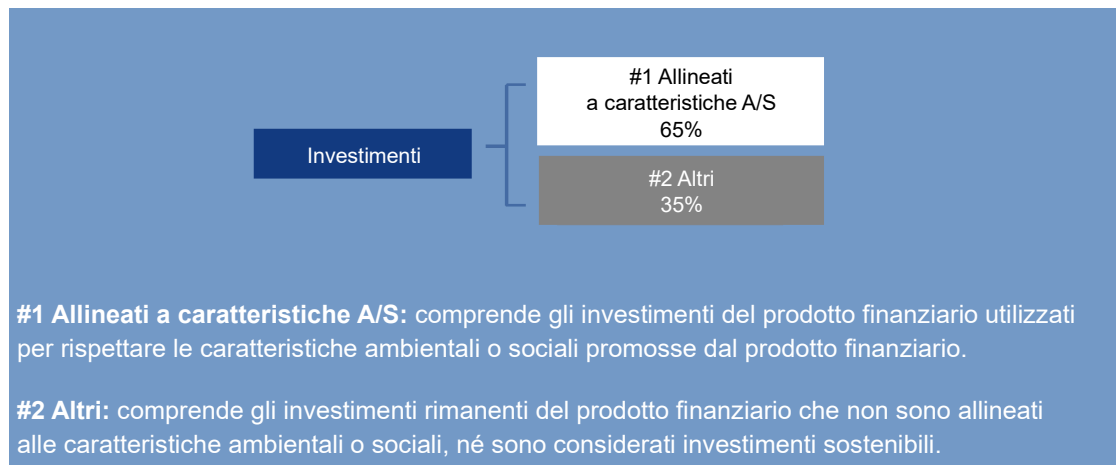 #1 Allineati
a caratteristiche A/S
65%
Investimenti
#2 Altri
35%
#1 Allineati a caratteristiche A/S: comprende gli investimenti del prodotto finanziario utilizzati
per rispettare le caratteristiche ambientali o sociali promosse dal prodotto finanziario.
#2 Altri: comprende gli investimenti rimanenti del prodotto finanziario che non sono allineati
alle caratteristiche ambientali o sociali, né sono considerati investimenti sostenibili.